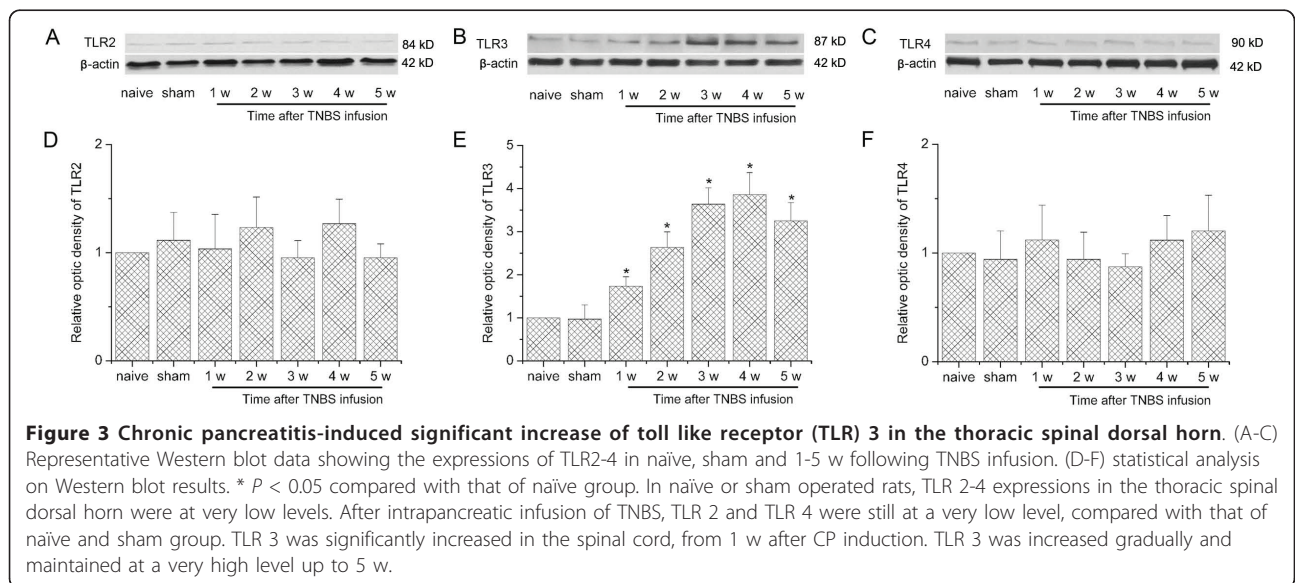 A TLR2 84 kD
β-actin 42 kD
naive sham 1 w 2 w 3 w 4 w 5 w
Time after TNBS infusion
B TLR3 87 kD
β-actin 42 kD
naive sham 1 w 2 w 3 w 4 w 5 w
Time after TNBS infusion
C TLR4 90 kD
β-actin 42 kD
naive sham 1 w 2 w 3 w 4 w 5 w
Time after TNBS infusion
D
Relative optic density of TLR2
2
1
0
naive sham 1 w 2 w 3 w 4 w 5 w
Time after TNBS infusion
E
Relative optic density of TLR3
5
4
3
2
1
0
* * * * *
naive sham 1 w 2 w 3 w 4 w 5 w
Time after TNBS infusion
F
Relative optic density of TLR4
2
1
0
naive sham 1 w 2 w 3 w 4 w 5 w
Time after TNBS infusion
Figure 3 Chronic pancreatitis-induced significant increase of toll like receptor (TLR) 3 in the thoracic spinal dorsal horn. (A-C)
Representative Western blot data showing the expressions of TLR2-4 in naïve, sham and 1-5 w following TNBS infusion. (D-F) statistical analysis
on Western blot results. * P < 0.05 compared with that of naïve group. In naïve or sham operated rats, TLR 2-4 expressions in the thoracic spinal
dorsal horn were at very low levels. After intrapancreatic infusion of TNBS, TLR 2 and TLR 4 were still at a very low level, compared with that of
naïve and sham group. TLR 3 was significantly increased in the spinal cord, from 1 w after CP induction. TLR 3 was increased gradually and
maintained at a very high level up to 5 w.